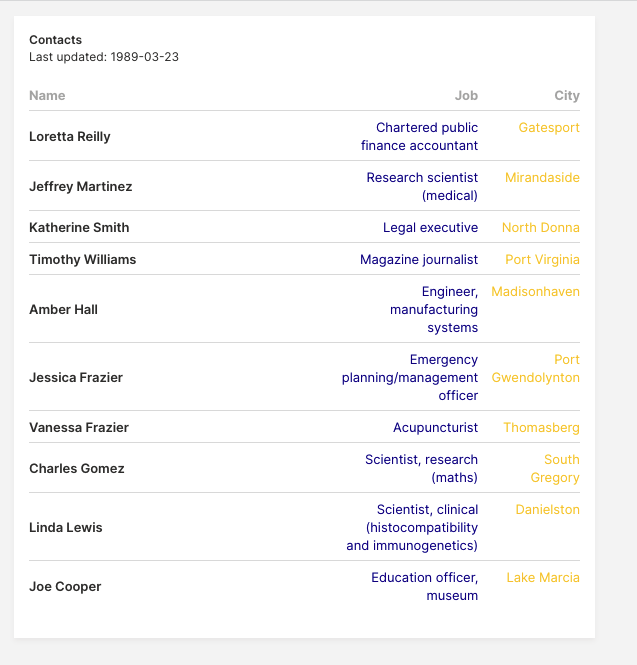 Contacts
Last updated: 1989-03-23
Name Job City
Loretta Reilly Chartered public finance accountant Gatesport
Jeffrey Martinez Research scientist (medical) Mirandaside
Katherine Smith Legal executive North Donna
Timothy Williams Magazine journalist Port Virginia
Amber Hall Engineer, manufacturing systems Madisonhaven
Jessica Frazier Emergency planning/management officer Port Gwendolynton
Vanessa Frazier Acupuncturist Thomasberg
Charles Gomez Scientist, research (maths) South Gregory
Linda Lewis Scientist, clinical (histocompatibility and immunogenetics) Danielston
Joe Cooper Education officer, museum Lake Marcia